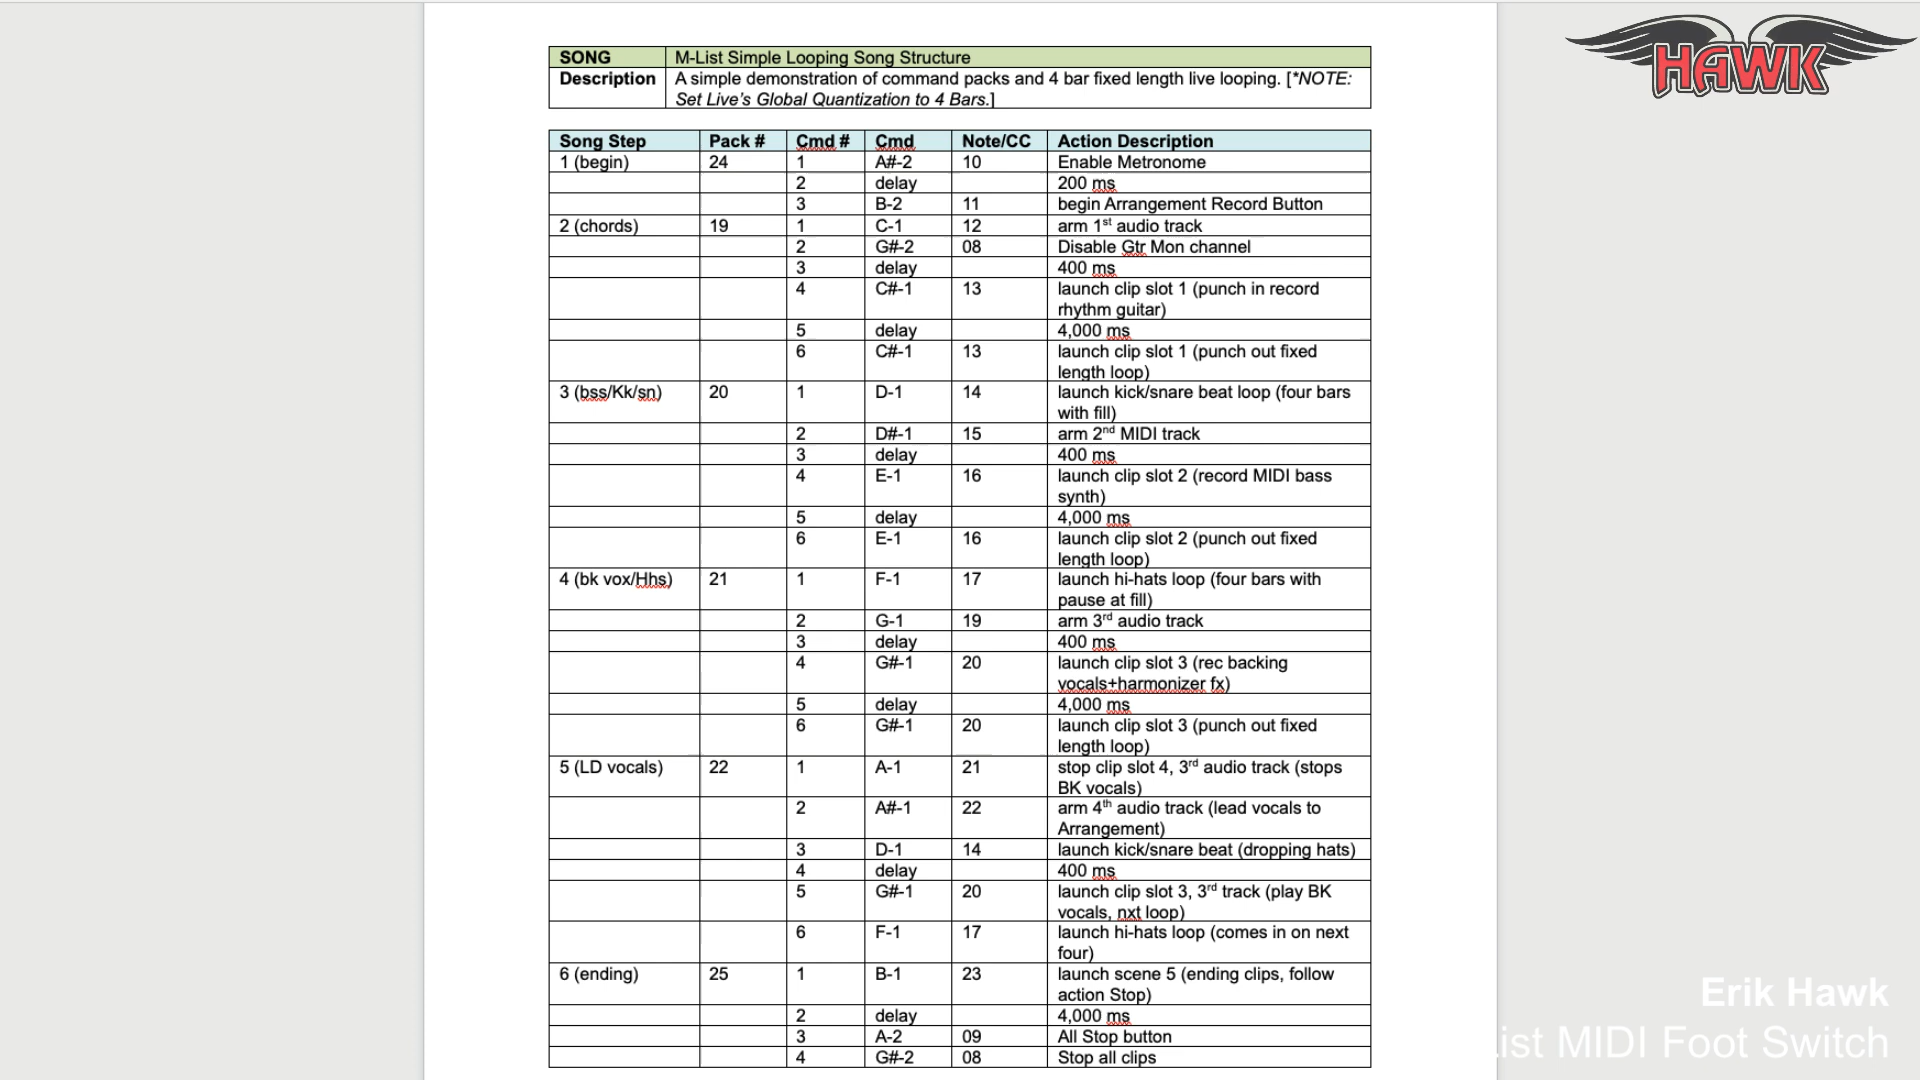 HAWK
SONG M-List Simple Looping Song Structure
Description A simple demonstration of command packs and 4 bar fixed length live looping. [*NOTE:
Set Live's Global Quantization to 4 Bars.]
Song Step Pack # Cmd # Cmd Note/CC Action Description
1 (begin) 24 1 A#-2 10 Enable Metronome
2 delay 200 ms
3 B-2 11 begin Arrangement Record Button
2 (chords) 19 1 C-1 12 arm 1st audio track
2 G#-2 08 Disable Gtr Mon channel
3 delay 400 ms
4 C#-1 13 launch clip slot 1 (punch in record
rhythm guitar)
5 delay 4,000 ms
6 C#-1 13 launch clip slot 1 (punch out fixed
length loop)
3 (bss/Kk/sn) 20 1 D-1 14 launch kick/snare beat loop (four bars
with fill)
2 D#-1 15 arm 2nd MIDI track
3 delay 400 ms
4 E-1 16 launch clip slot 2 (record MIDI bass
synth)
5 delay 4,000 ms
6 E-1 16 launch clip slot 2 (punch out fixed
length loop)
4 (bk vox/Hhs) 21 1 F-1 17 launch hi-hats loop (four bars with
pause at fill)
2 G-1 19 arm 3rd audio track
3 delay 400 ms
4 G#-1 20 launch clip slot 3 (rec backing
vocals+harmonizer fx)
5 delay 4,000 ms
6 G#-1 20 launch clip slot 3 (punch out fixed
length loop)
5 (LD vocals) 22 1 A-1 21 stop clip slot 4, 3rd audio track (stops
BK vocals)
2 A#-1 22 arm 4th audio track (lead vocals to
Arrangement)
3 D-1 14 launch kick/snare beat (dropping hats)
4 delay 400 ms
5 G#-1 20 launch clip slot 3, 3rd track (play BK
vocals, nxt loop)
6 F-1 17 launch hi-hats loop (comes in on next
four)
6 (ending) 25 1 B-1 23 launch scene 5 (ending clips, follow
action Stop)
2 delay 4,000 ms
3 A-2 09 All Stop button
4 G#-2 08 Stop all clips
Erik Hawk
ist MIDI Foot Switch